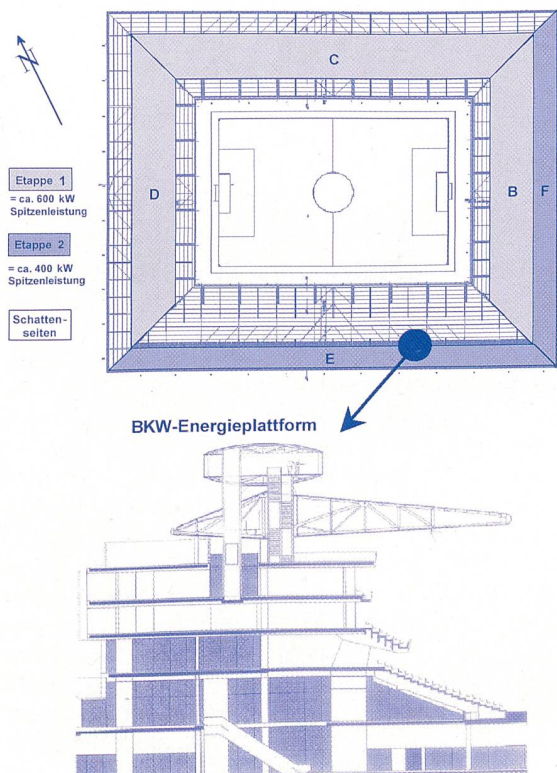 N
C
D
B
F
E
Etappe 1
= ca. 600 kW
Spitzenleistung
Etappe 2
= ca. 400 kW
Spitzenleistung
Schatten-
seiten
BKW-Energieplattform